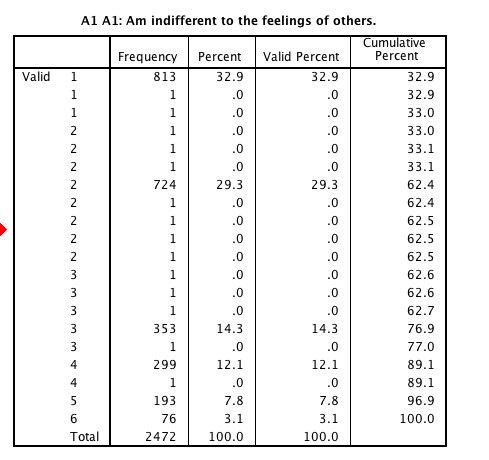 A1 A1: Am indifferent to the feelings of others.
Frequency Percent Valid Percent Cumulative Percent
Valid 1 813 32.9 32.9 32.9
1 1 .0 .0 32.9
1 1 .0 .0 33.0
2 1 .0 .0 33.0
2 1 .0 .0 33.1
2 1 .0 .0 33.1
2 724 29.3 29.3 62.4
2 1 .0 .0 62.4
2 1 .0 .0 62.5
2 1 .0 .0 62.5
2 1 .0 .0 62.5
3 1 .0 .0 62.6
3 1 .0 .0 62.6
3 1 .0 .0 62.7
3 353 14.3 14.3 76.9
3 1 .0 .0 77.0
4 299 12.1 12.1 89.1
4 1 .0 .0 89.1
5 193 7.8 7.8 96.9
6 76 3.1 3.1 100.0
Total 2472 100.0 100.0